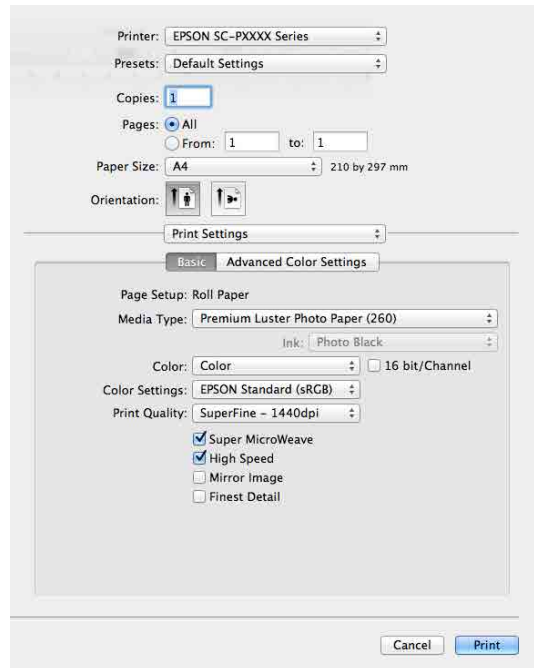 Printer: EPSON SC-PXXXX Series
Presets: Default Settings
Copies: 1
Pages: All
From: 1 to: 1
Paper Size: A4 210 by 297 mm
Orientation:
Print Settings
Basic Advanced Color Settings
Page Setup: Roll Paper
Media Type: Premium Luster Photo Paper (260)
Ink: Photo Black
Color: Color 16 bit/Channel
Color Settings: EPSON Standard (sRGB)
Print Quality: SuperFine – 1440dpi
Super MicroWeave
High Speed
Mirror Image
Finest Detail
Cancel Print